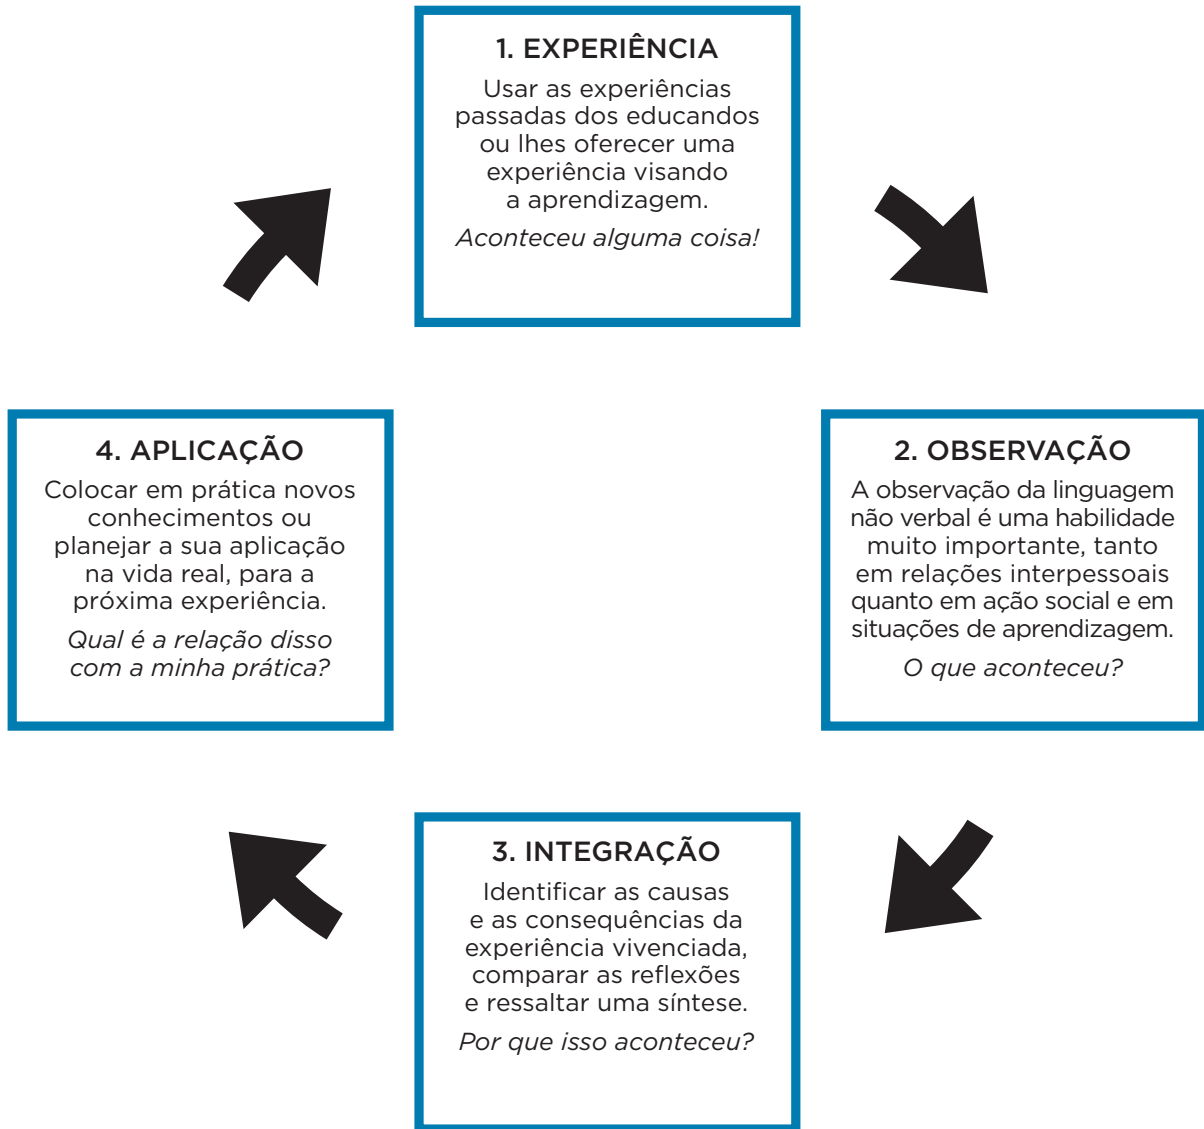 1. EXPERIÊNCIA
Usar as experiências
passadas dos educandos
ou lhes oferecer uma
experiência visando
a aprendizagem.
Aconteceu alguma coisa!
2. OBSERVAÇÃO
A observação da linguagem
não verbal é uma habilidade
muito importante, tanto
em relações interpessoais
quanto em ação social e em
situações de aprendizagem.
O que aconteceu?
3. INTEGRAÇÃO
Identificar as causas
e as consequências da
experiência vivenciada,
comparar as reflexões
e ressaltar uma síntese.
Por que isso aconteceu?
4. APLICAÇÃO
Colocar em prática novos
conhecimentos ou
planejar a sua aplicação
na vida real, para a
próxima experiência.
Qual é a relação disso
com a minha prática?